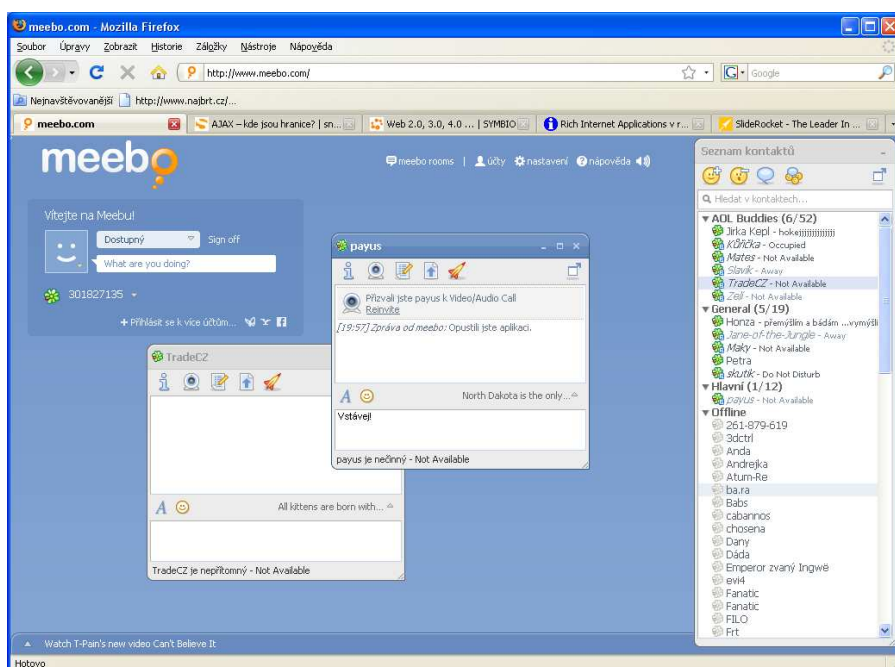 meebo.com - Mozilla Firefox
Soubor Úpravy Zobrazit Historie Záložky Nástroje Nápověda
http://www.meebo.com/
Google
Nejnavštěvovanější http://www.najbrt.cz/...
meebo.com AJAX – kde jsou hranice? | sn... Web 2.0, 3.0, 4.0 ... | SYMBIO Rich Internet Applications v r... SlideRocket - The Leader In ...
meebo
meebo rooms | účty nastavení nápověda
Vítejte na Meebu!
Dostupný Sign off
What are you doing?
301827135
Přihlásit se k více účtům...
payus
Přizvali jste payus k Video/Audio Call
Reinvite
[19:57] Zpráva od meebo: Opustili jste aplikaci.
North Dakota is the only...
Vstávej!
payus je nečinný - Not Available
TradeCZ
All kittens are born with...
TradeCZ je nepřítomný - Not Available
Seznam kontaktů
Hledat v kontaktech...
AOL Buddies (6/52)
Jirka Kepl - hokejjjjjjjjjjjjj
Kůřička - Occupied
Mates - Not Available
Slavik - Away
TradeCZ - Not Available
Zelí - Not Available
General (5/19)
Honza - přemýšlím a bádám ...vymýšlí
Jane-of-the-Jungle - Away
Maky - Not Available
Petra
skutik - Do Not Disturb
Hlavní (1/12)
payus - Not Available
Offline
261-879-619
3dctrl
Anda
Andrejka
Atum-Re
ba.ra
Babs
cabannos
chosena
Dany
Dáda
Emperor zvaný Ingwë
evi4
Fanatic
Fanatic
FILO
Frt
Watch T-Pain's new video Can't Believe It
Hotovo